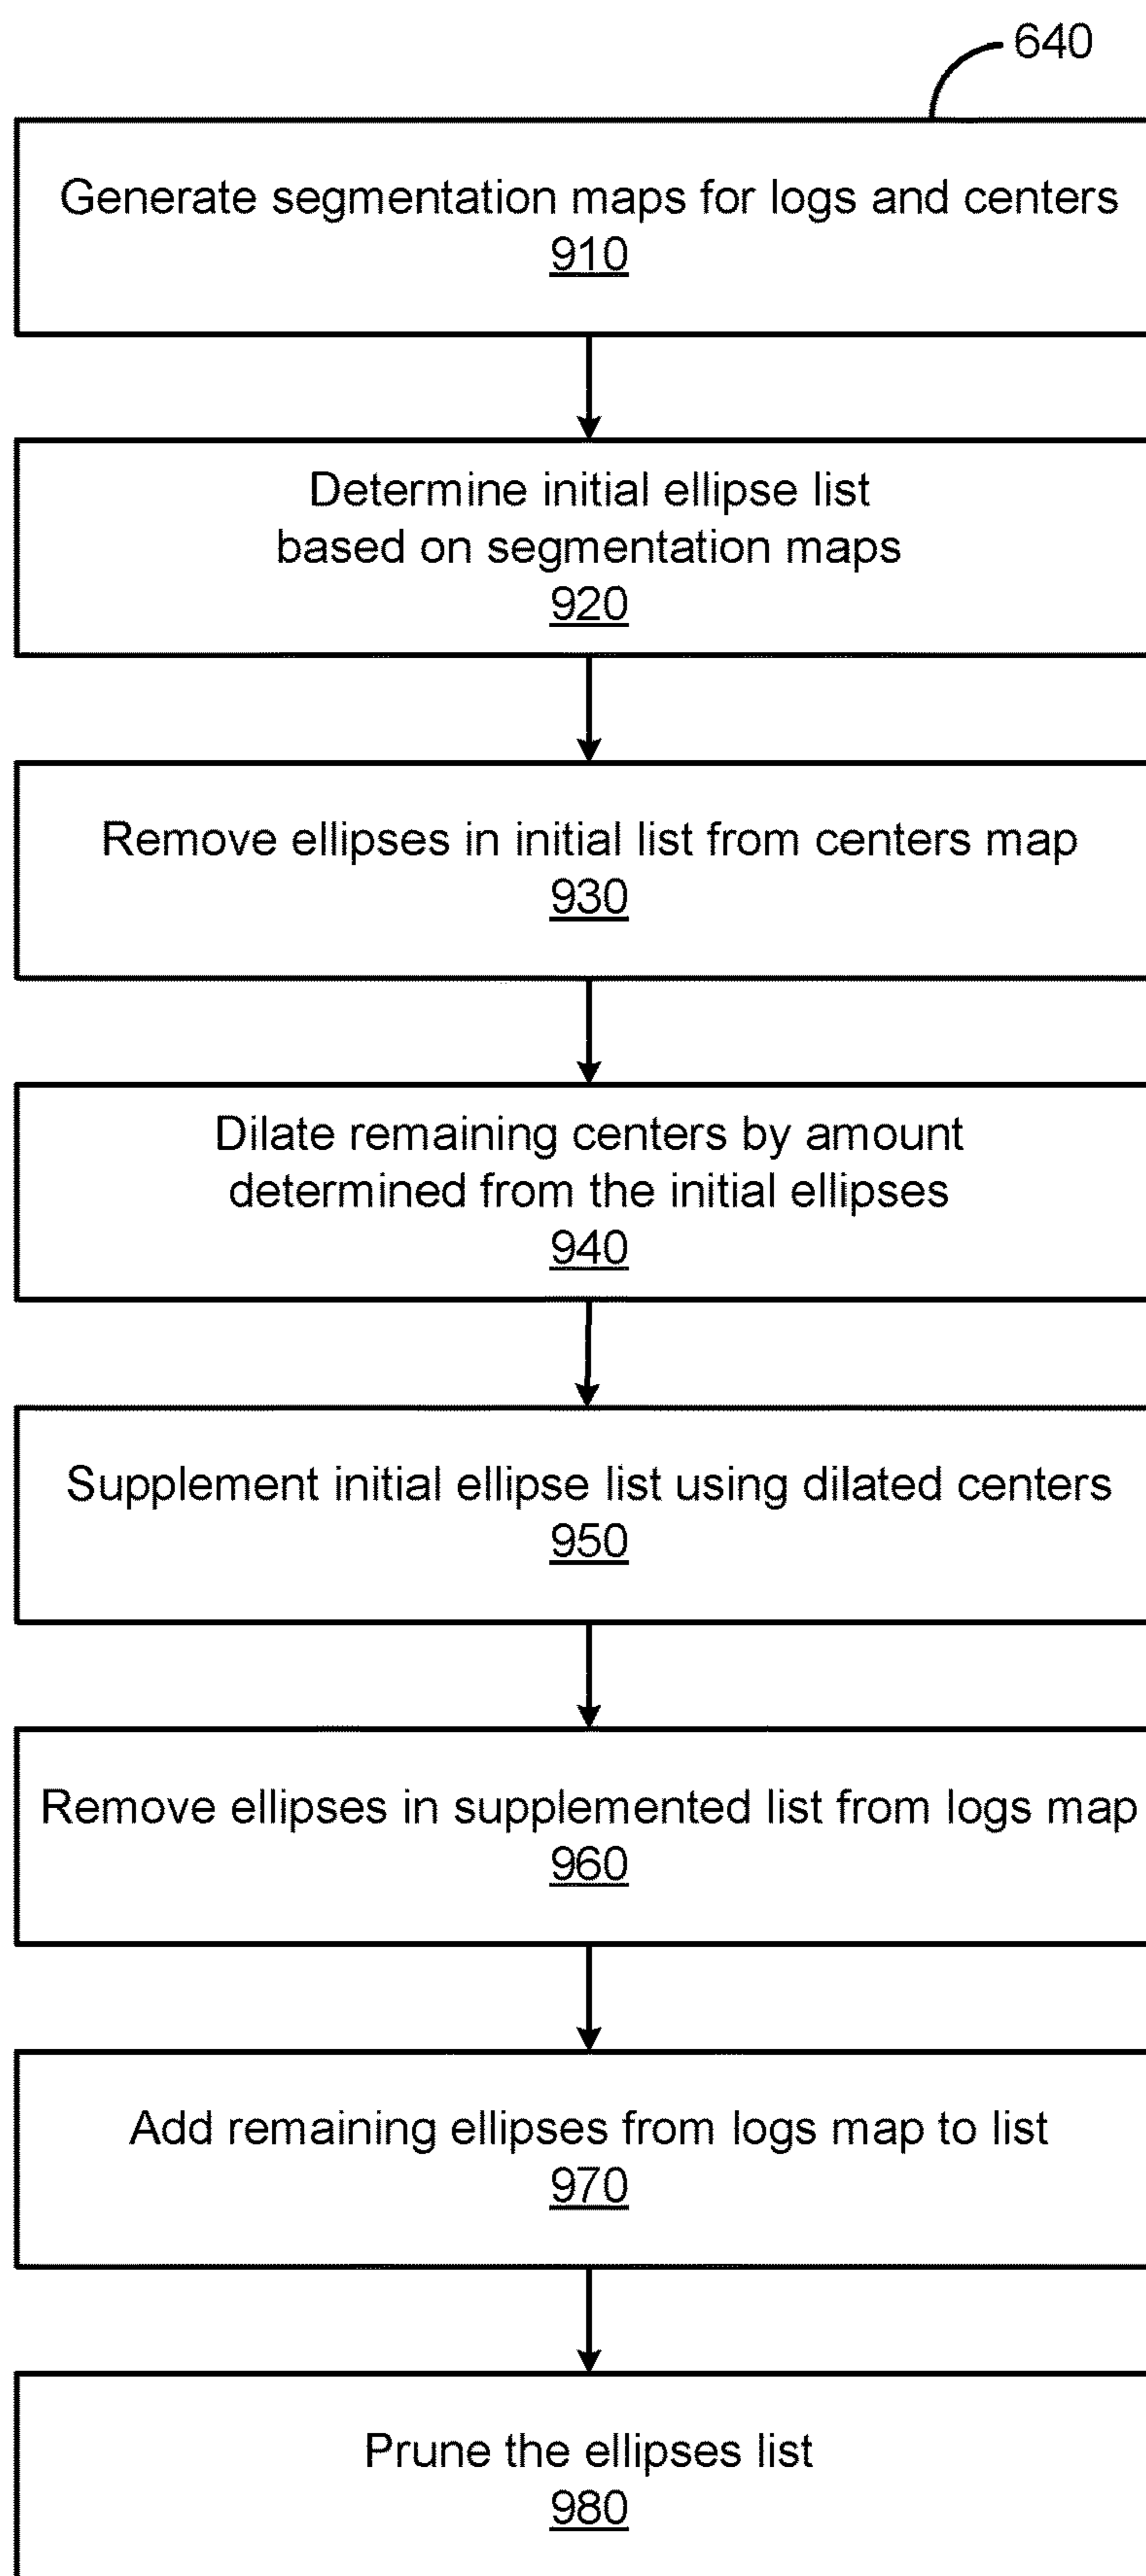 640
Generate segmentation maps for logs and centers
910
Determine initial ellipse list
based on segmentation maps
920
Remove ellipses in initial list from centers map
930
Dilate remaining centers by amount
determined from the initial ellipses
940
Supplement initial ellipse list using dilated centers
950
Remove ellipses in supplemented list from logs map
960
Add remaining ellipses from logs map to list
970
Prune the ellipses list
980